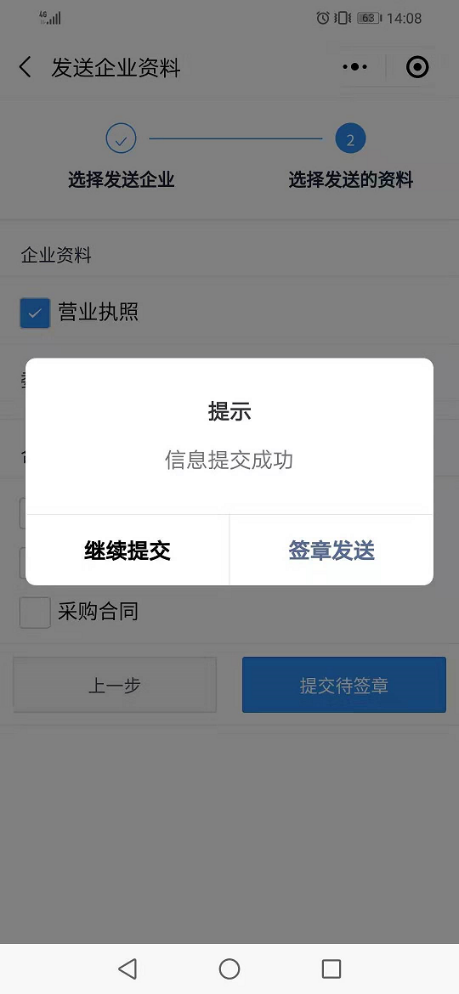 4G
63
14:08
发送企业资料
2
选择发送企业
选择发送的资料
企业资料
营业执照
提示
信息提交成功
继续提交
签章发送
采购合同
上一步
提交待签章